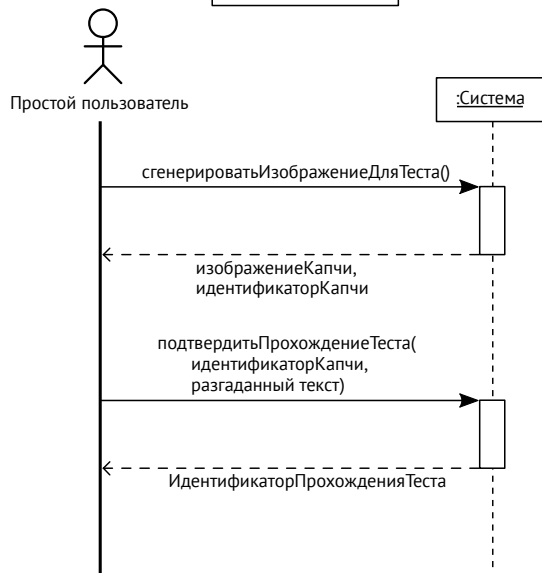 Простой пользователь
:Система
сгенерироватьИзображениеДляТеста()
изображениеКапчи,
идентификаторКапчи
подтвердитьПрохождениеТеста(
идентификаторКапчи,
разгаданный текст)
ИдентификаторПрохожденияТеста